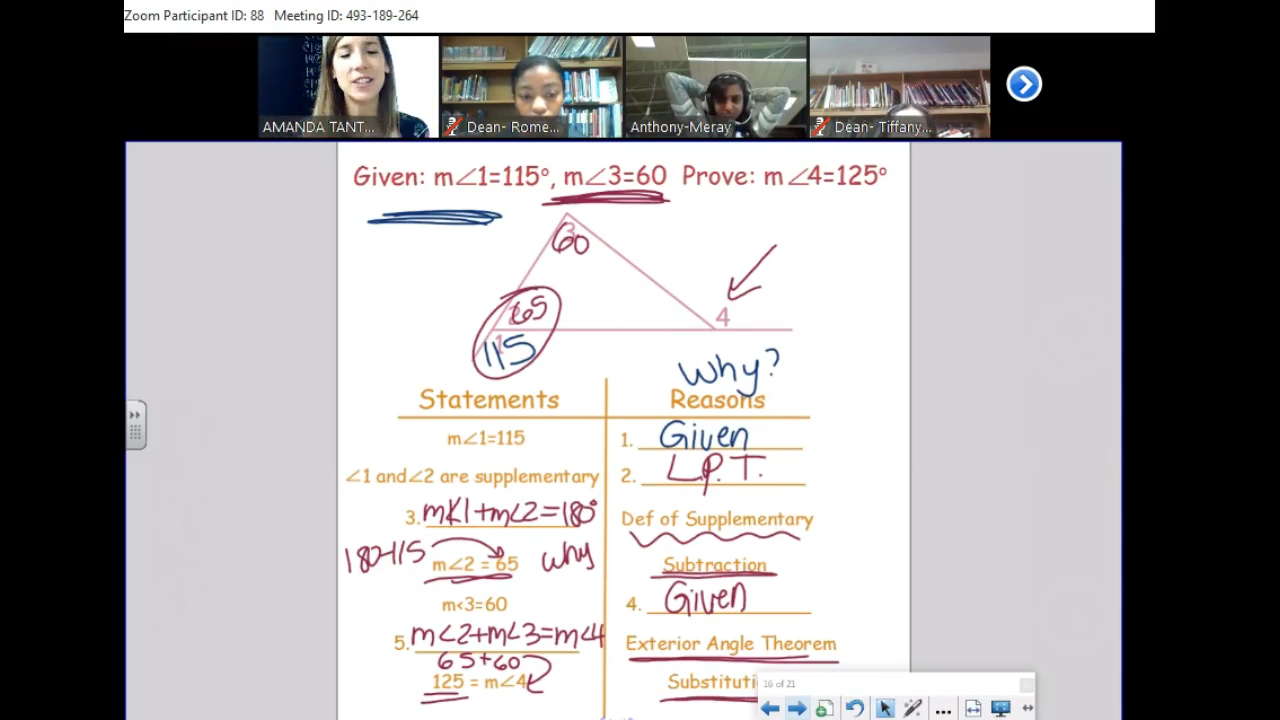 Zoom Participant ID: 88 Meeting ID: 493-189-264
AMANDA TANT...
Dean- Rome...
Anthony-Meray
Dean- Tiffany...
Given: m∠1=115°, m∠3=60 Prove: m∠4=125°
3
60
65
4
1
115
Why?
Statements Reasons
m∠1=115 1. Given
∠1 and∠2 are supplementary 2. L.P.T.
3. m∠1+m∠2=180° Def of Supplementary
180-115 m∠2 = 65 why Subtraction
m<3=60 4. Given
5. m∠2+m∠3=m∠4 Exterior Angle Theorem
65+60
125 = m∠4 Substituti
16 of 21